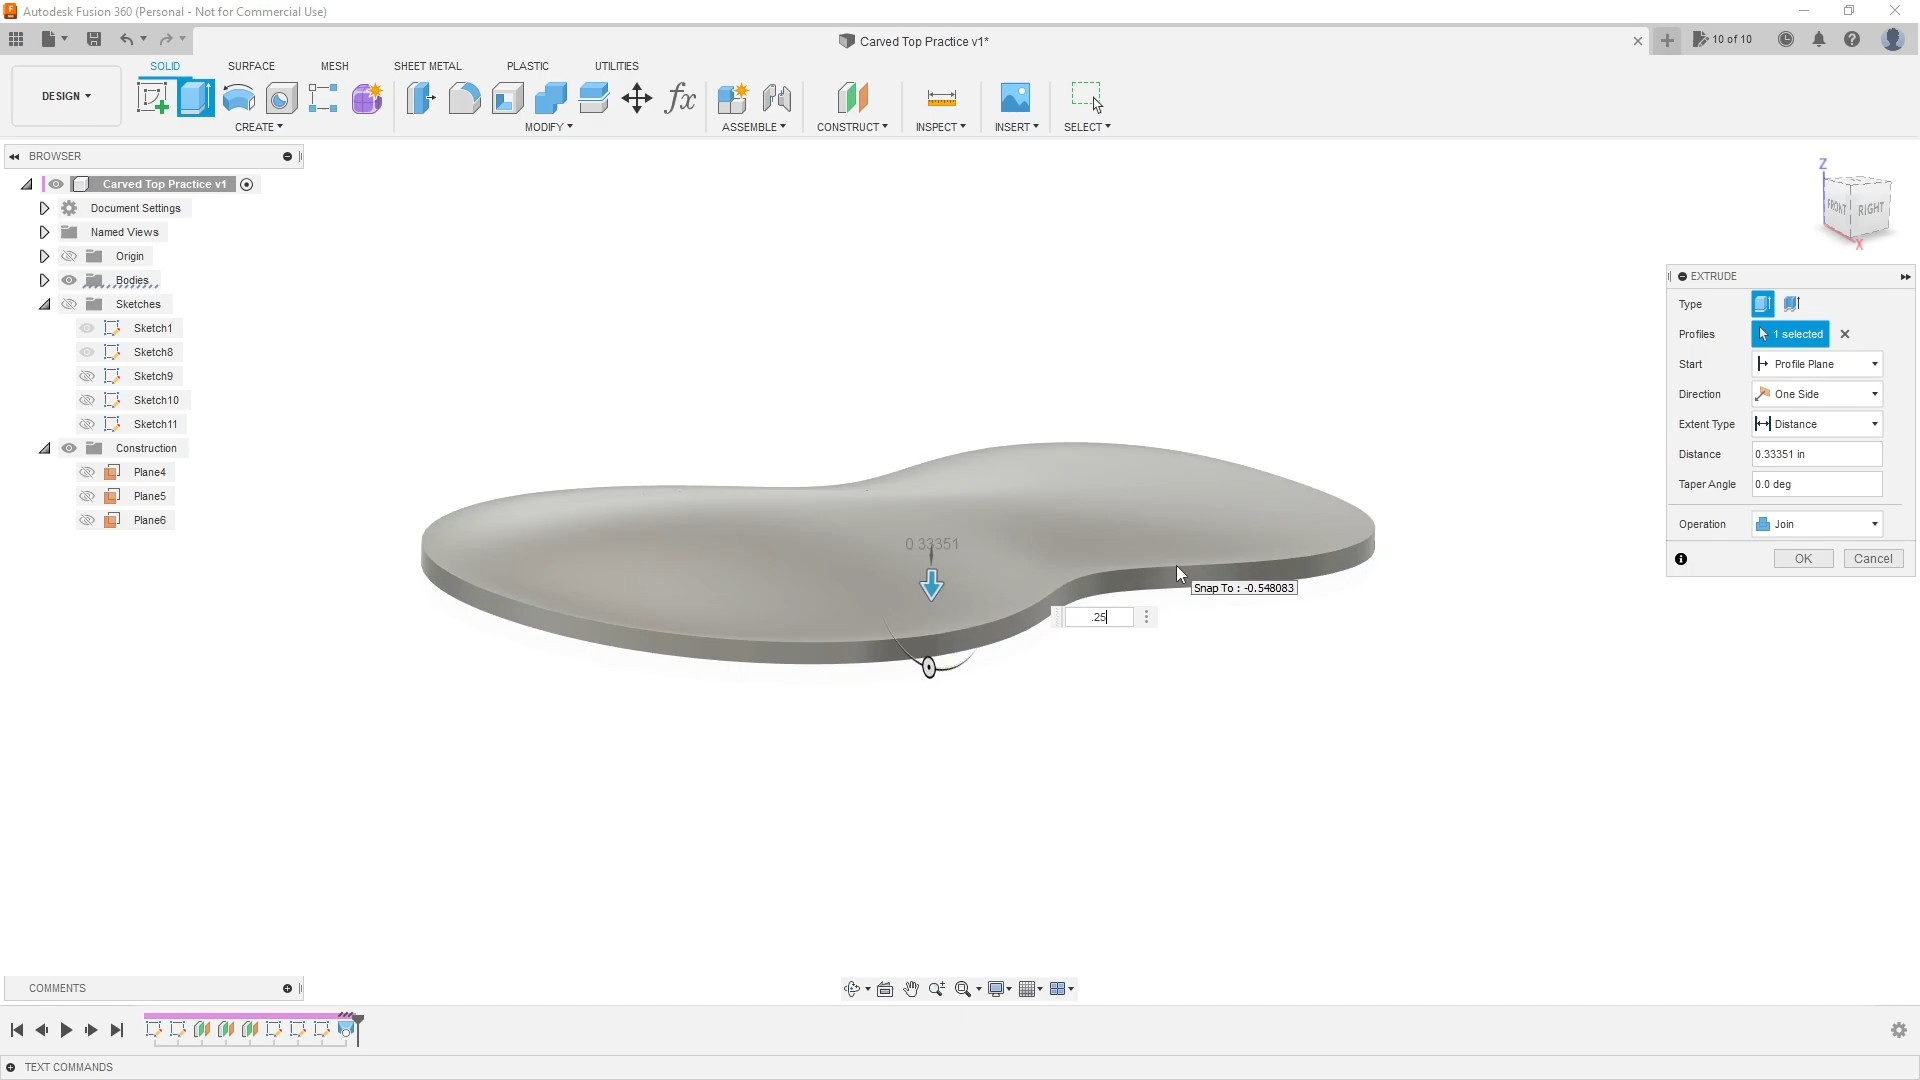 Autodesk Fusion 360 (Personal - Not for Commercial Use)
Carved Top Practice v1*
10 of 10
DESIGN
SOLID SURFACE MESH SHEET METAL PLASTIC UTILITIES
CREATE MODIFY ASSEMBLE CONSTRUCT INSPECT INSERT SELECT
BROWSER
Carved Top Practice v1
Document Settings
Named Views
Origin
Bodies
Sketches
Sketch1
Sketch8
Sketch9
Sketch10
Sketch11
Construction
Plane4
Plane5
Plane6
Z
FRONT RIGHT
X
EXTRUDE
Type
Profiles 1 selected
Start Profile Plane
Direction One Side
Extent Type Distance
Distance 0.33351 in
Taper Angle 0.0 deg
Operation Join
OK Cancel
0.33351
Snap To : -0.548083
.25
COMMENTS
TEXT COMMANDS